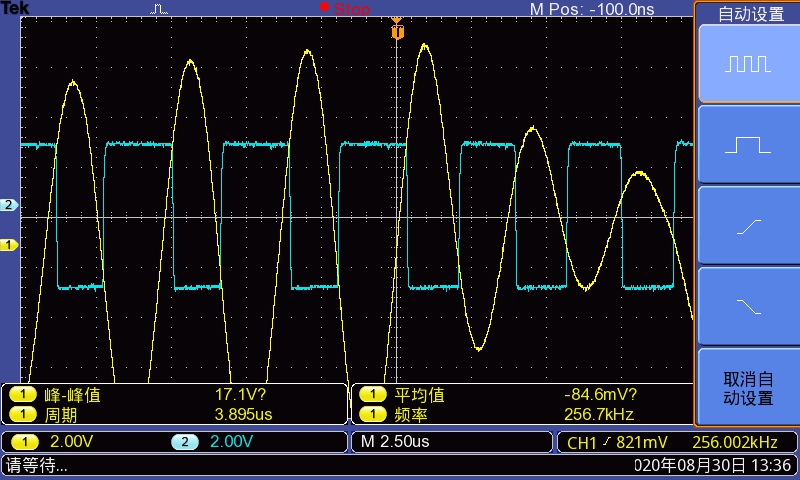 Tek Stop M Pos: -100.0ns
自动设置
T
2
1
1 峰-峰值 17.1V?
1 周期 3.895us
1 平均值 -84.6mV?
1 频率 256.7kHz
取消自
动设置
1 2.00V 2 2.00V M 2.50us CH1 821mV 256.002kHz
请等待... 020年08月30日 13:36